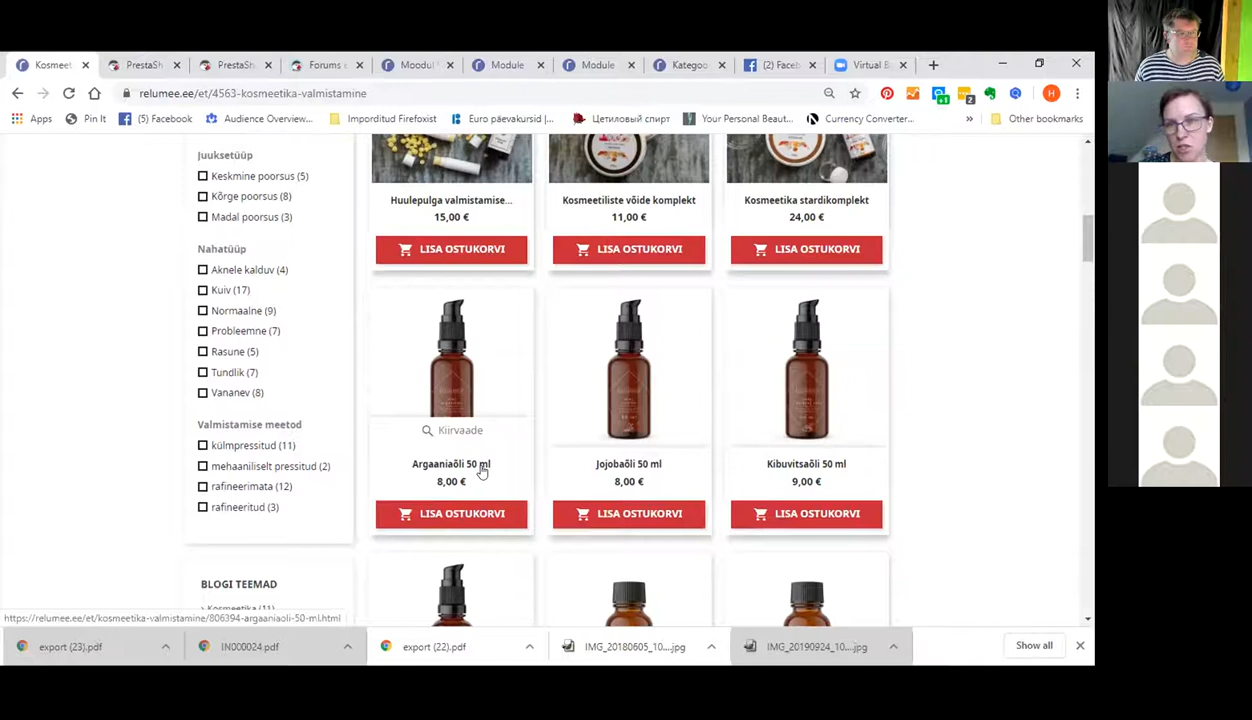 Kosmeet
PrestaSh
PrestaSh
Forums
Moodul
Module
Module
Kategoo
(2) Faceb
Virtual B
relumee.ee/et/4563-kosmeetika-valmistamine
+1
2
H
Apps
Pin It
(5) Facebook
Audience Overview...
Imporditud Firefoxist
Euro päevakursid |...
Цетиловый спирт
Your Personal Beaut...
Currency Converter...
»
Other bookmarks
Juuksetüüp
Keskmine poorsus (5)
Kõrge poorsus (8)
Madal poorsus (3)
Nahatüüp
Aknele kalduv (4)
Kuiv (17)
Normaalne (9)
Probleemne (7)
Rasune (5)
Tundlik (7)
Vananev (8)
Valmistamise meetod
külmpressitud (11)
mehaaniliselt pressitud (2)
rafineerimata (12)
rafineeritud (3)
BLOGI TEEMAD
Kosmeetika (11)
Huulepulga valmistamise...
15,00 €
LISA OSTUKORVI
Kosmeetiliste võide komplekt
11,00 €
LISA OSTUKORVI
Kosmeetika stardikomplekt
24,00 €
LISA OSTUKORVI
Kiirvaade
Argaaniaõli 50 ml
8,00 €
LISA OSTUKORVI
Jojobaõli 50 ml
8,00 €
LISA OSTUKORVI
Kibuvitsaõli 50 ml
9,00 €
LISA OSTUKORVI
https://relumee.ee/et/kosmeetika-valmistamine/806394-argaaniaoli-50-ml.html
export (23).pdf
IN000024.pdf
export (22).pdf
IMG_20180605_10....jpg
IMG_20190924_10....jpg
Show all